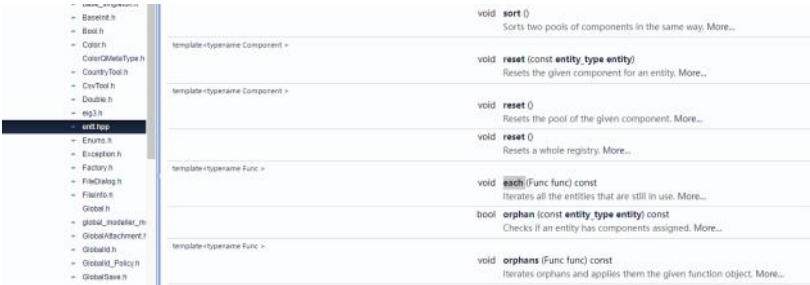 BaseInit.h
Bool.h
Color.h
ColorQMetaType.h
CountryTool.h
CsvTool.h
Double.h
eig3.h
entt.hpp
Enums.h
Exception.h
Factory.h
FileDialog.h
FileInfo.h
Global.h
global_modeller_m
GlobalAttachment.h
GlobalId.h
GlobalId_Policy.h
GlobalSave.h
void sort ()
Sorts two pools of components in the same way. More...
template<typename Component >
void reset (const entity_type entity)
Resets the given component for an entity. More...
template<typename Component >
void reset ()
Resets the pool of the given component. More...
void reset ()
Resets a whole registry. More...
template<typename Func >
void each (Func func) const
Iterates all the entities that are still in use. More...
bool orphan (const entity_type entity) const
Checks if an entity has components assigned. More...
template<typename Func >
void orphans (Func func) const
Iterates orphans and applies them the given function object. More...